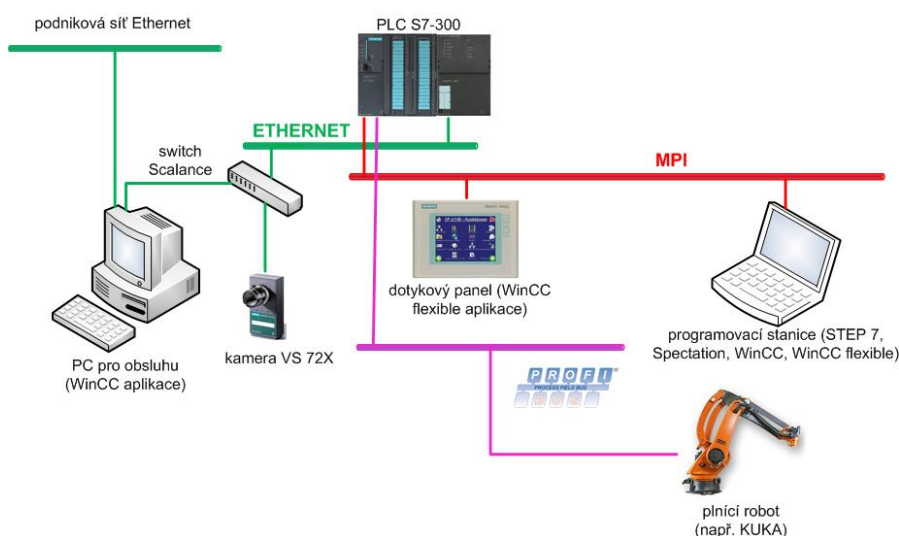 podniková síť Ethernet
PLC S7-300
ETHERNET
switch
Scalance
MPI
dotykový panel (WinCC
flexible aplikace)
programovací stanice (STEP 7,
Spectation, WinCC, WinCC flexible)
kamera VS 72X
PC pro obsluhu
(WinCC aplikace)
PROFI®
PROCESS FIELD BUS
BUS
plnící robot
(např. KUKA)